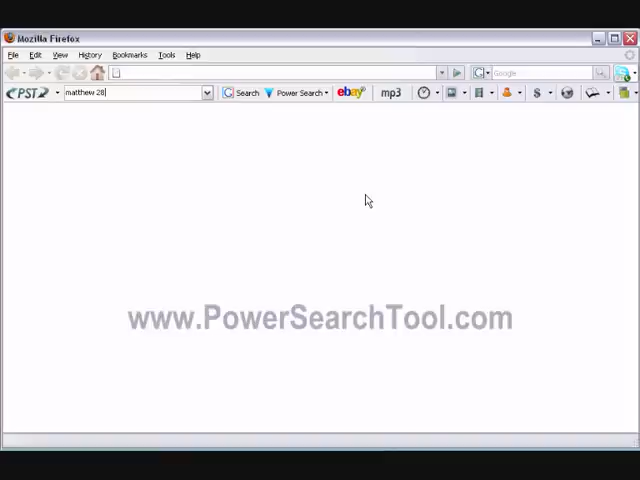 Mozilla Firefox
File Edit View History Bookmarks Tools Help
G Google
PST matthew 28 G Search Power Search ebay mp3 S
www.PowerSearchTool.com